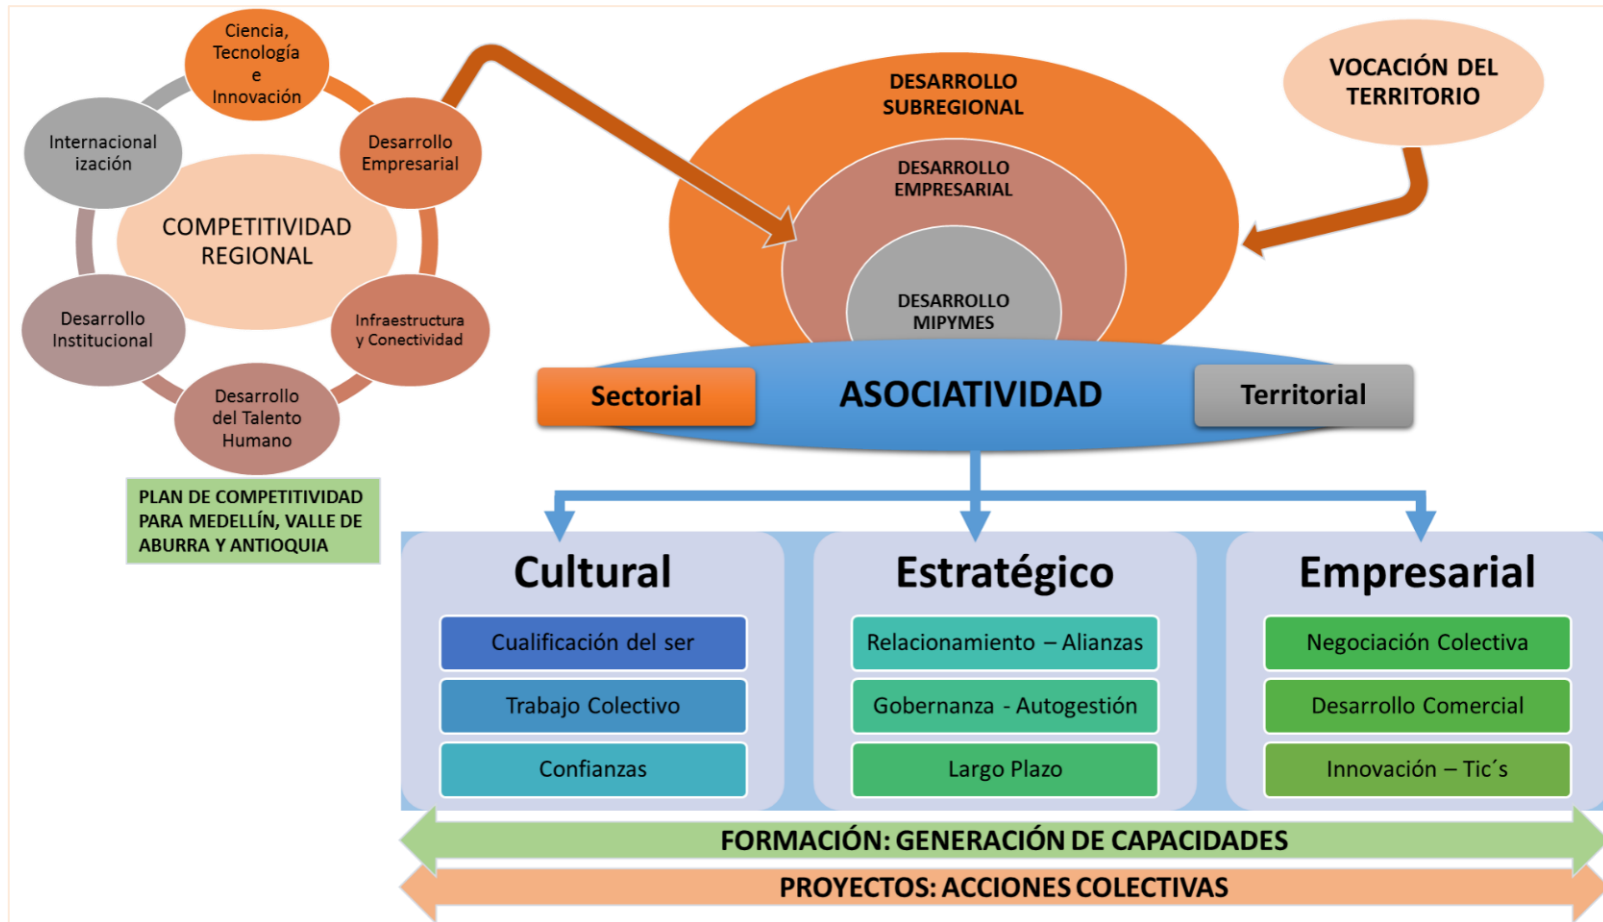 Ciencia,
Tecnología
e
Innovación
Internacional
ización
Desarrollo
Empresarial
COMPETITIVIDAD
REGIONAL
Desarrollo
Institucional
Infraestructura
y Conectividad
Desarrollo
del Talento
Humano
PLAN DE COMPETITIVIDAD
PARA MEDELLÍN, VALLE DE
ABURRA Y ANTIOQUIA
DESARROLLO
SUBREGIONAL
DESARROLLO
EMPRESARIAL
DESARROLLO
MIPYMES
VOCACIÓN DEL
TERRITORIO
Sectorial
ASOCIATIVIDAD
Territorial
Cultural
Cualificación del ser
Trabajo Colectivo
Confianzas
Estratégico
Relacionamiento – Alianzas
Gobernanza - Autogestión
Largo Plazo
Empresarial
Negociación Colectiva
Desarrollo Comercial
Innovación – Tic´s
FORMACIÓN: GENERACIÓN DE CAPACIDADES
PROYECTOS: ACCIONES COLECTIVAS